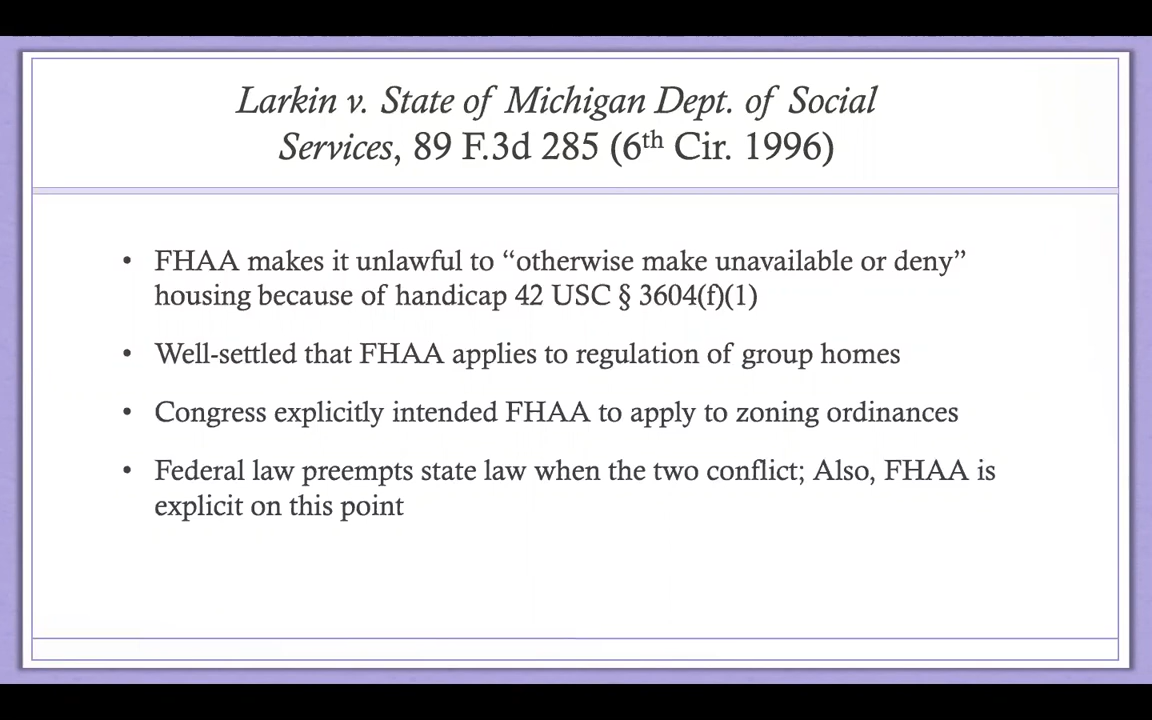 Larkin v. State of Michigan Dept. of Social
Services, 89 F.3d 285 (6th Cir. 1996)
• FHAA makes it unlawful to “otherwise make unavailable or deny”
housing because of handicap 42 USC § 3604(f)(1)
• Well-settled that FHAA applies to regulation of group homes
• Congress explicitly intended FHAA to apply to zoning ordinances
• Federal law preempts state law when the two conflict; Also, FHAA is
explicit on this point